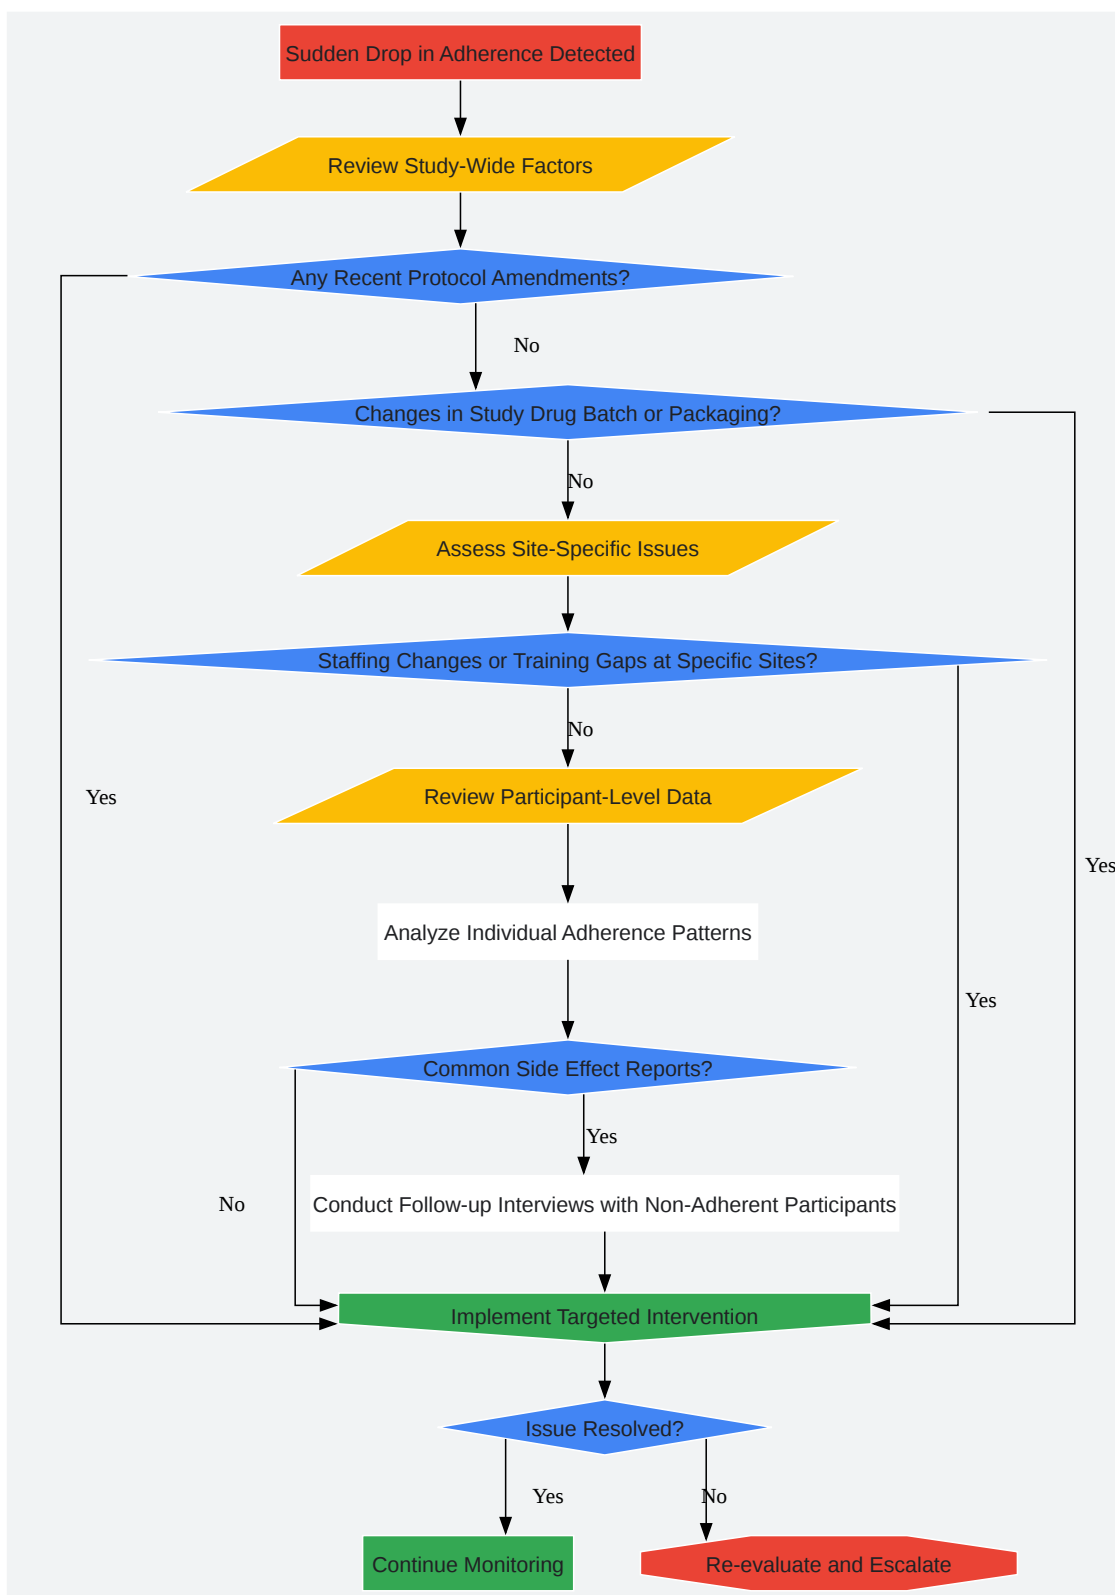 Sudden Drop in Adherence Detected
Review Study-Wide Factors
Any Recent Protocol Amendments?
No
Changes in Study Drug Batch or Packaging?
No
Assess Site-Specific Issues
Staffing Changes or Training Gaps at Specific Sites?
No
Review Participant-Level Data
Yes
Yes
Analyze Individual Adherence Patterns
Yes
Common Side Effect Reports?
Yes
No
Conduct Follow-up Interviews with Non-Adherent Participants
Implement Targeted Intervention
Issue Resolved?
Yes
No
Continue Monitoring
Re-evaluate and Escalate